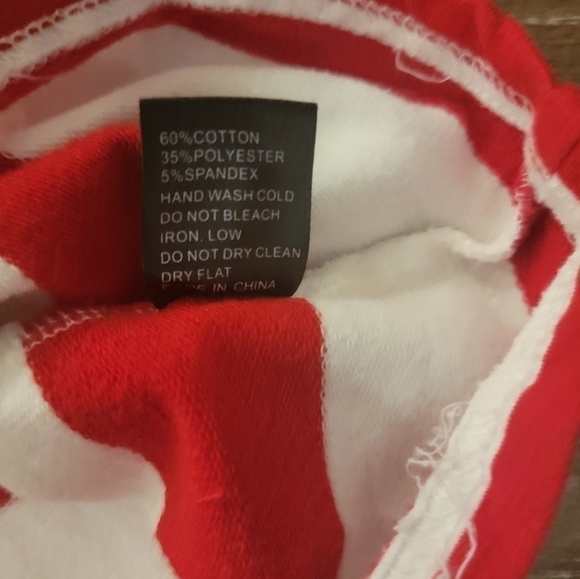 60%COTTON
35%POLYESTER
5%SPANDEX
HAND WASH COLD
DO NOT BLEACH
IRON, LOW
DO NOT DRY CLEAN
DRY FLAT
IN CHINA